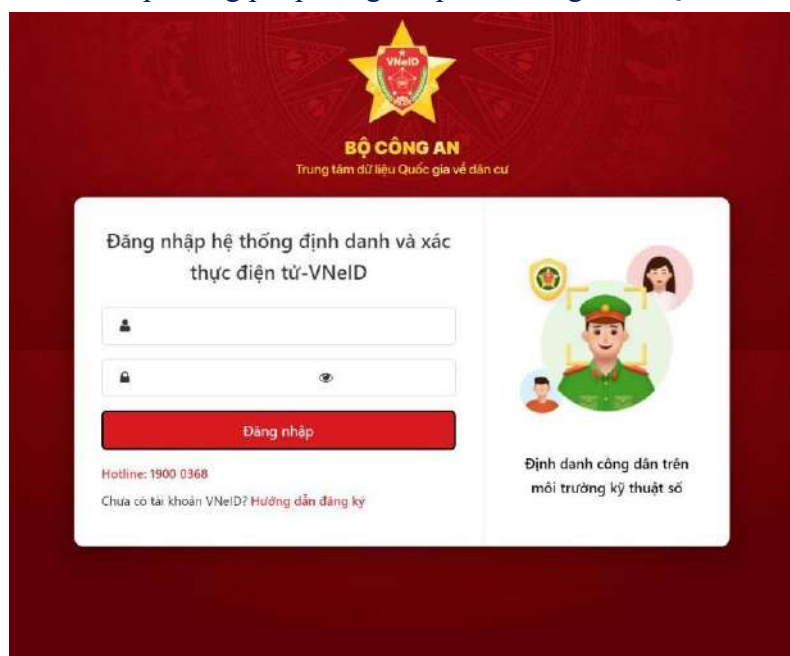 VNeID
BỘ CÔNG AN
Trung tâm dữ liệu Quốc gia về dân cư
Đăng nhập hệ thống định danh và xác
thực điện tử-VNeID
Đăng nhập
Hotline: 1900 0368
Chưa có tài khoản VNeID? Hướng dẫn đăng ký
Định danh công dân trên
môi trường kỹ thuật số